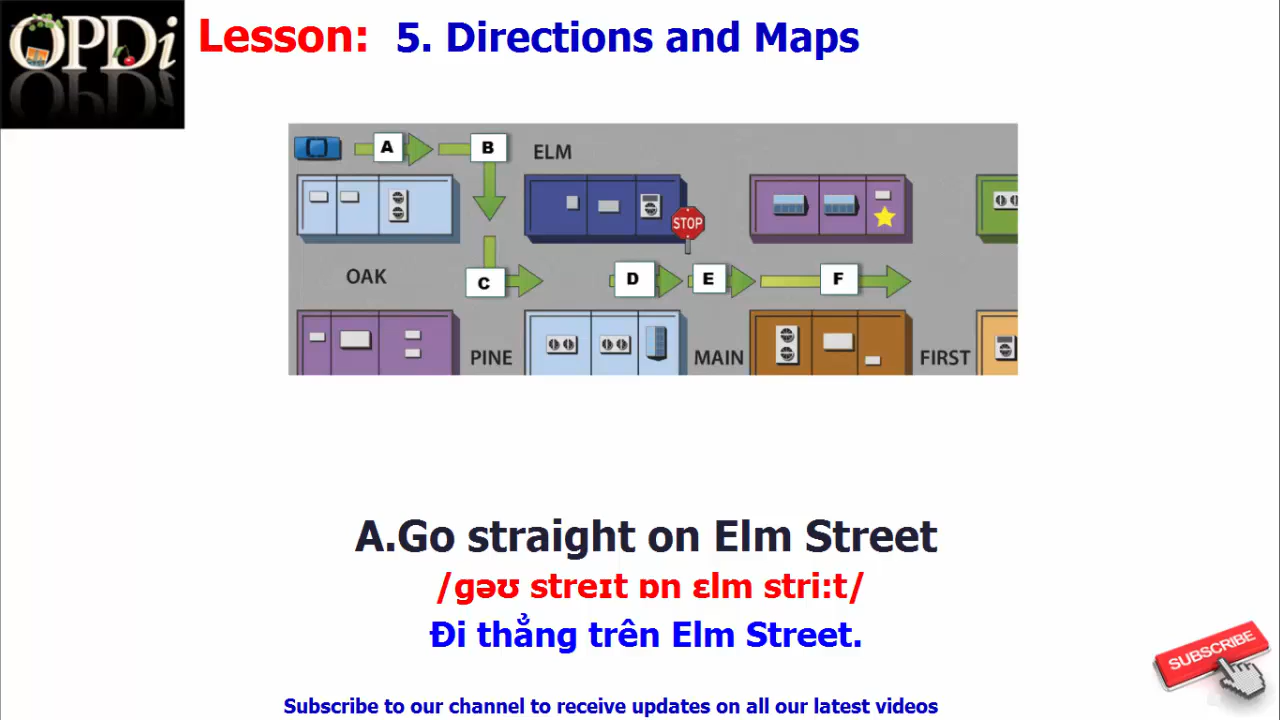 OPDi
Lesson: 5. Directions and Maps
A B ELM
STOP
OAK C D E F
PINE MAIN FIRST
A.Go straight on Elm Street
/ɡəʊ streɪt ɒn ɛlm striːt/
Đi thẳng trên Elm Street.
SUBSCRIBE
Subscribe to our channel to receive updates on all our latest videos